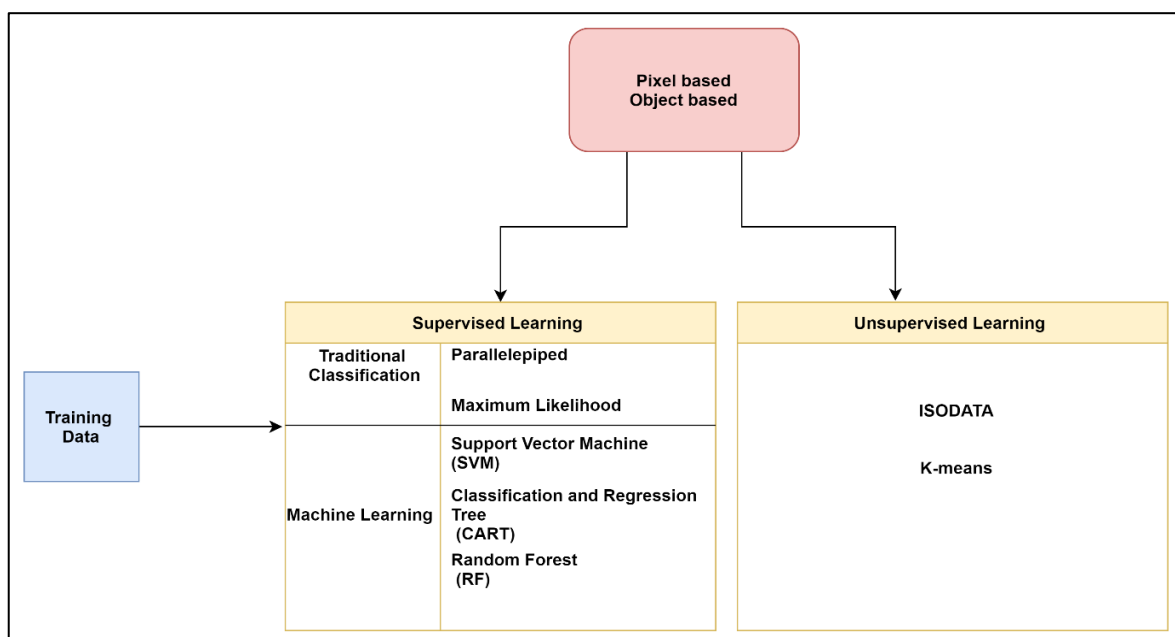 Pixel based
Object based
Supervised Learning
Unsupervised Learning
Traditional
Classification
Parallelepiped
Maximum Likelihood
Training
Data
Machine Learning
Support Vector Machine
(SVM)
Classification and Regression
Tree
(CART)
Random Forest
(RF)
ISODATA
K-means